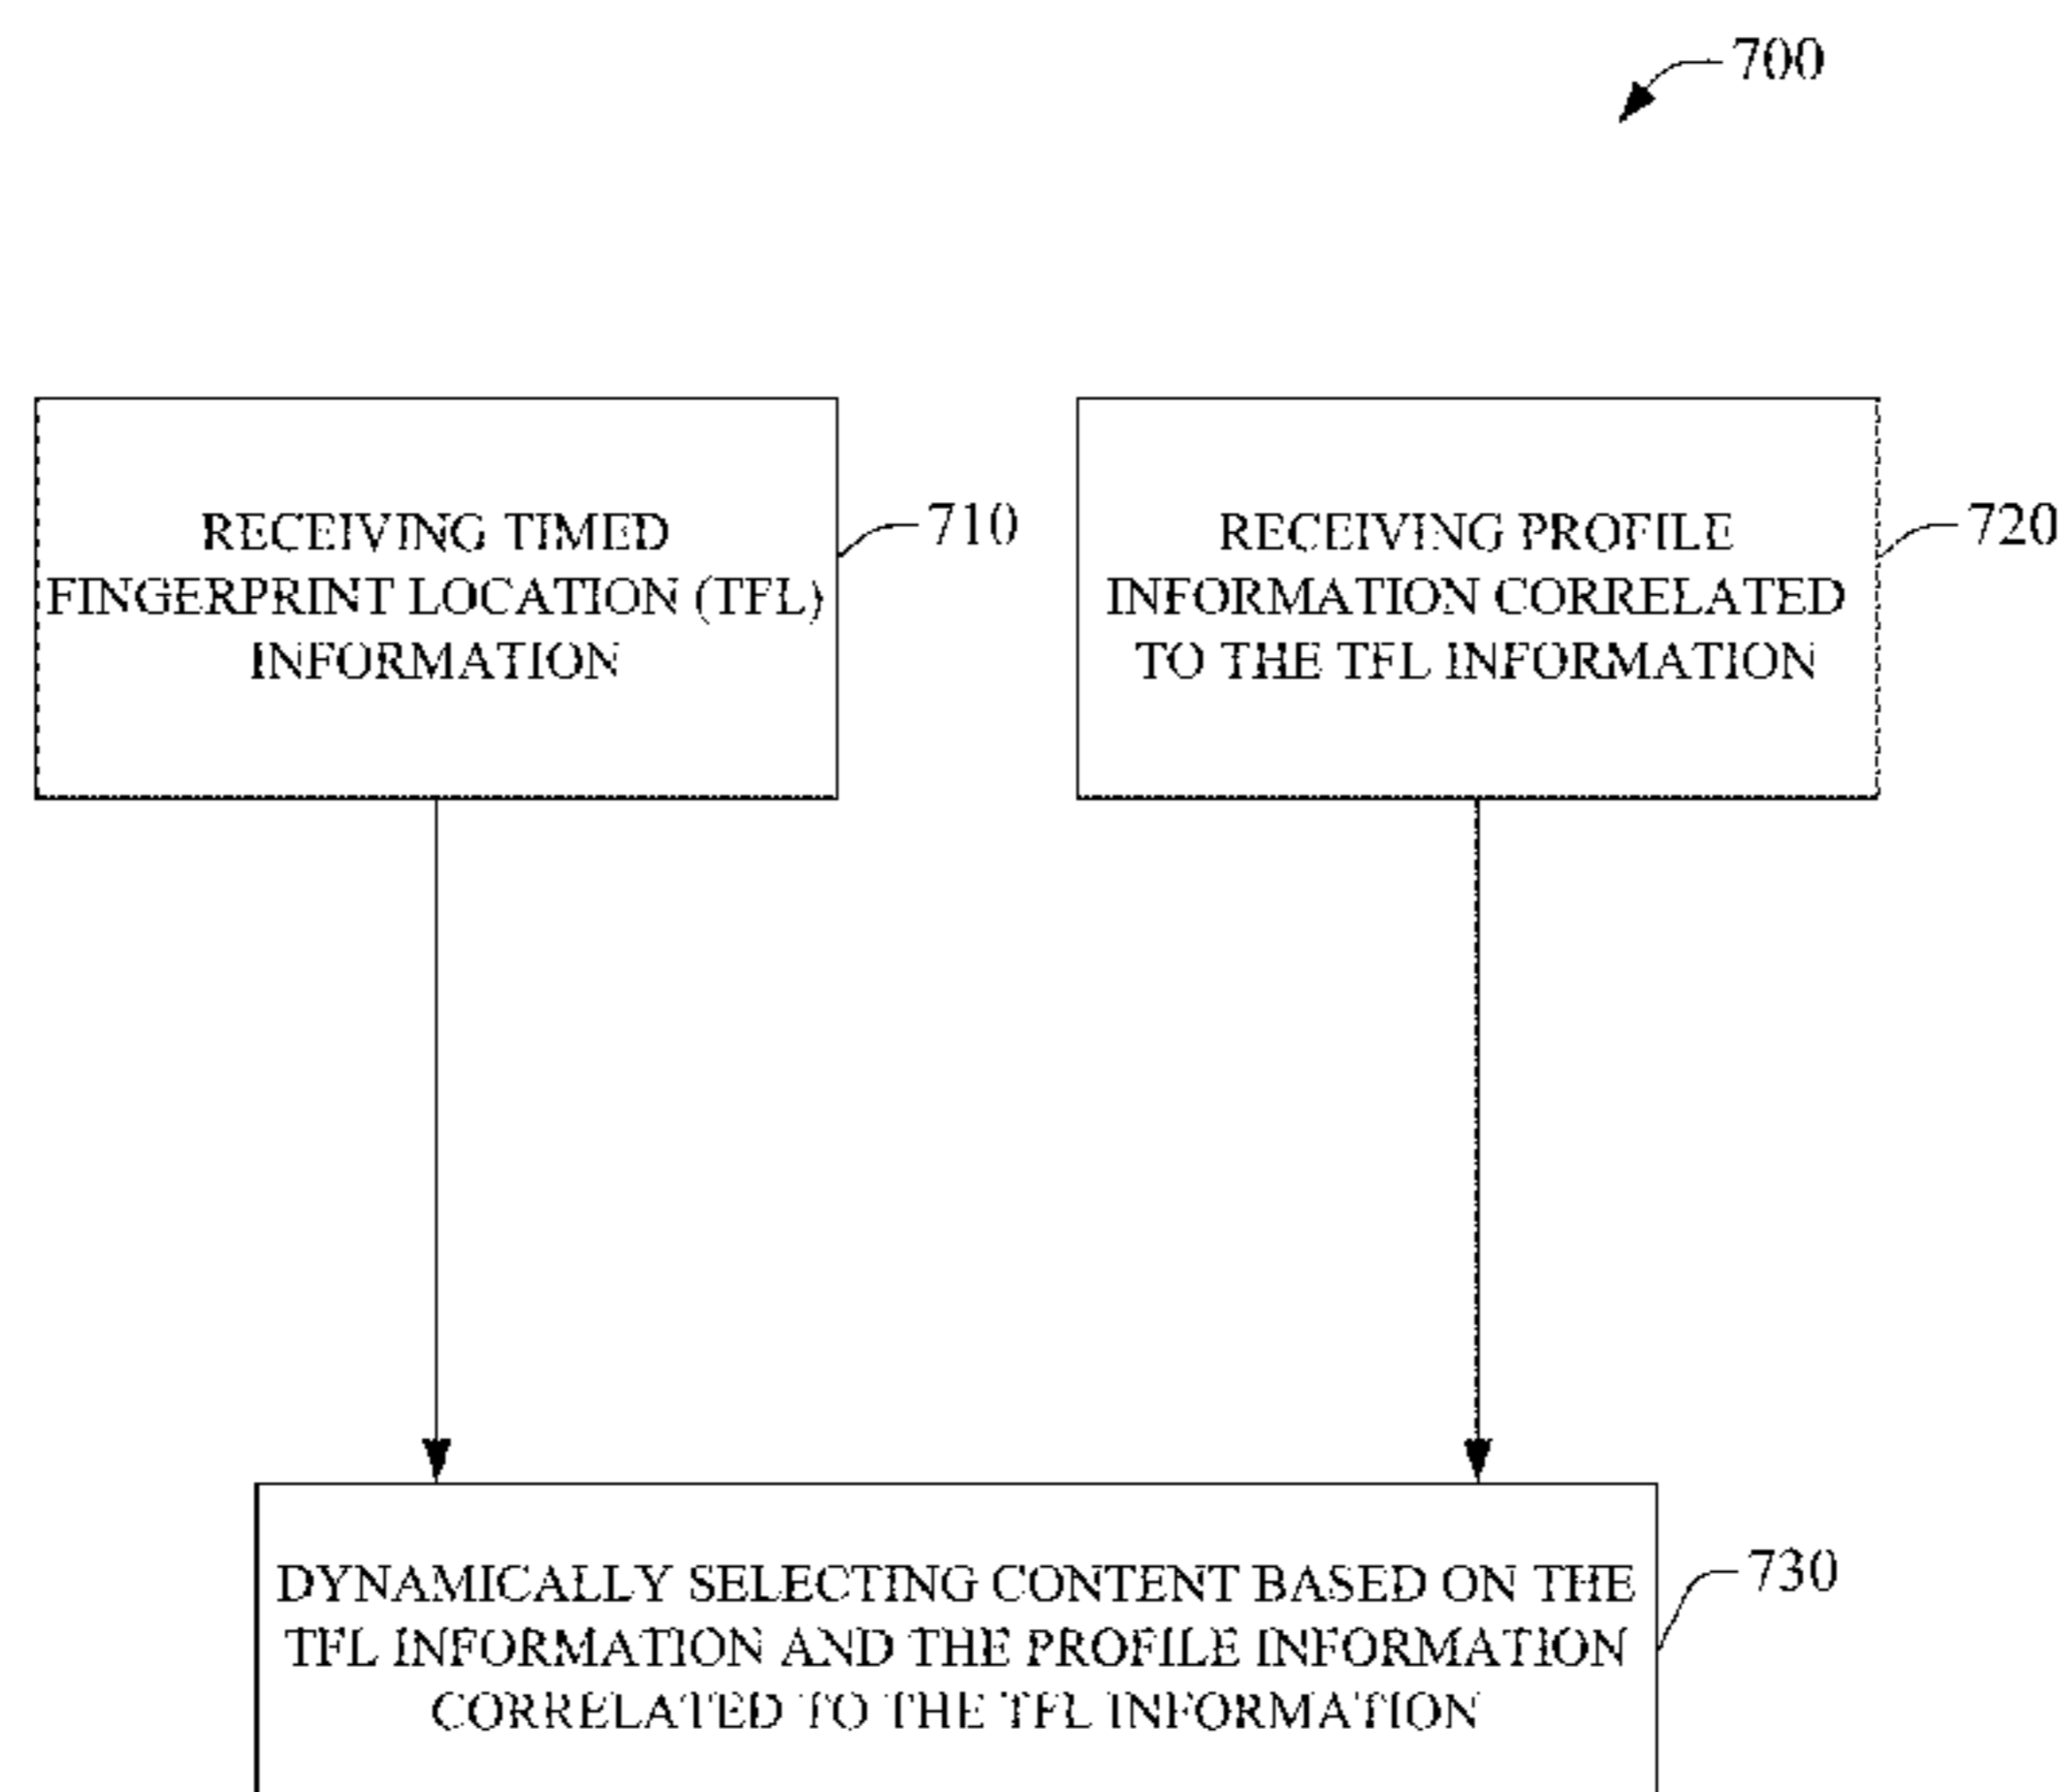 700
RECEIVING TIMED
FINGERPRINT LOCATION (TFL)
INFORMATION
710
RECEIVING PROFILE
INFORMATION CORRELATED
TO THE TFL INFORMATION
720
DYNAMICALLY SELECTING CONTENT BASED ON THE
TFL INFORMATION AND THE PROFILE INFORMATION
CORRELATED TO THE TFL INFORMATION
730